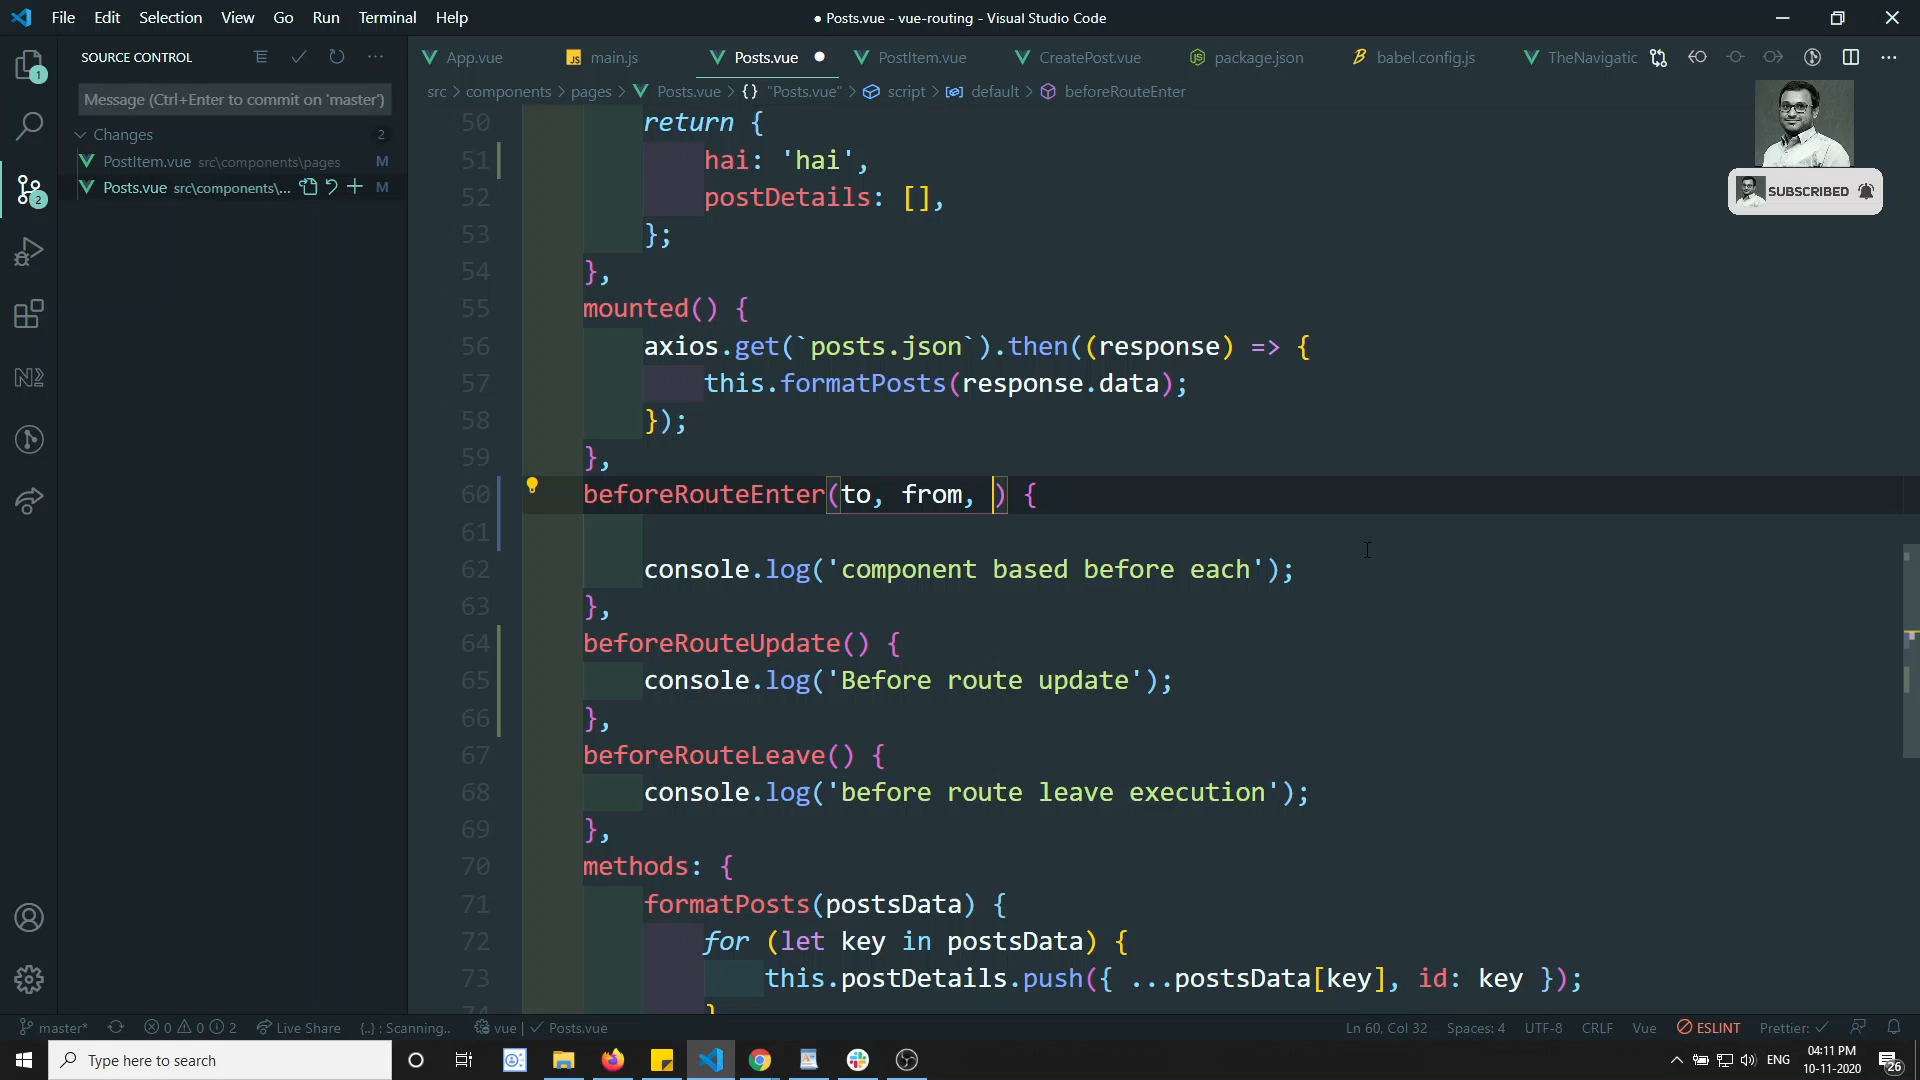 File Edit Selection View Go Run Terminal Help
● Posts.vue - vue-routing - Visual Studio Code
SOURCE CONTROL
App.vue
JS main.js
Posts.vue
PostItem.vue
CreatePost.vue
package.json
babel.config.js
TheNavigatic
1
Message (Ctrl+Enter to commit on 'master')
src > components > pages > Posts.vue > {} "Posts.vue" > script > default > beforeRouteEnter
Changes 2
PostItem.vue src\components\pages M
Posts.vue src\components\... M
2
SUBSCRIBED
50 return {
51 hai: 'hai',
52 postDetails: [],
53 };
54 },
55 mounted() {
56 axios.get(`posts.json`).then((response) => {
57 this.formatPosts(response.data);
58 });
59 },
60 beforeRouteEnter(to, from, ) {
61
62 console.log('component based before each');
63 },
64 beforeRouteUpdate() {
65 console.log('Before route update');
66 },
67 beforeRouteLeave() {
68 console.log('before route leave execution');
69 },
70 methods: {
71 formatPosts(postsData) {
72 for (let key in postsData) {
73 this.postDetails.push({ ...postsData[key], id: key });
74 }
master* 0 0 2 Live Share {..} : Scanning.. vue | Posts.vue
Ln 60, Col 32 Spaces: 4 UTF-8 CRLF Vue ESLINT Prettier: ✓
Type here to search
ENG
04:11 PM
10-11-2020
26